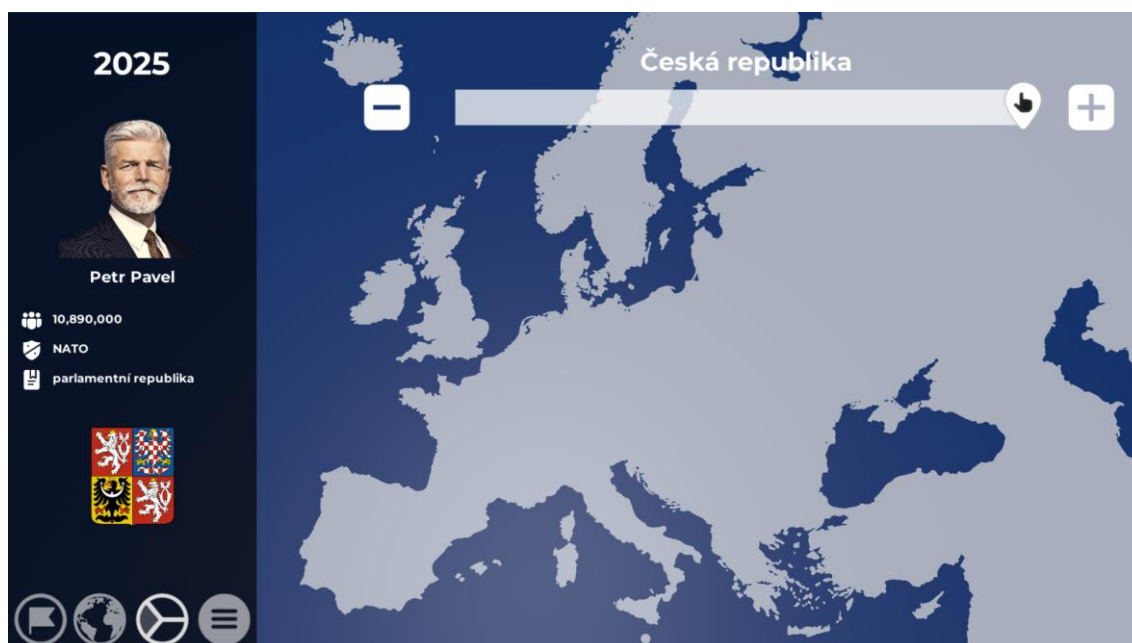 2025
Česká republika
Petr Pavel
10,890,000
NATO
parlamentní republika